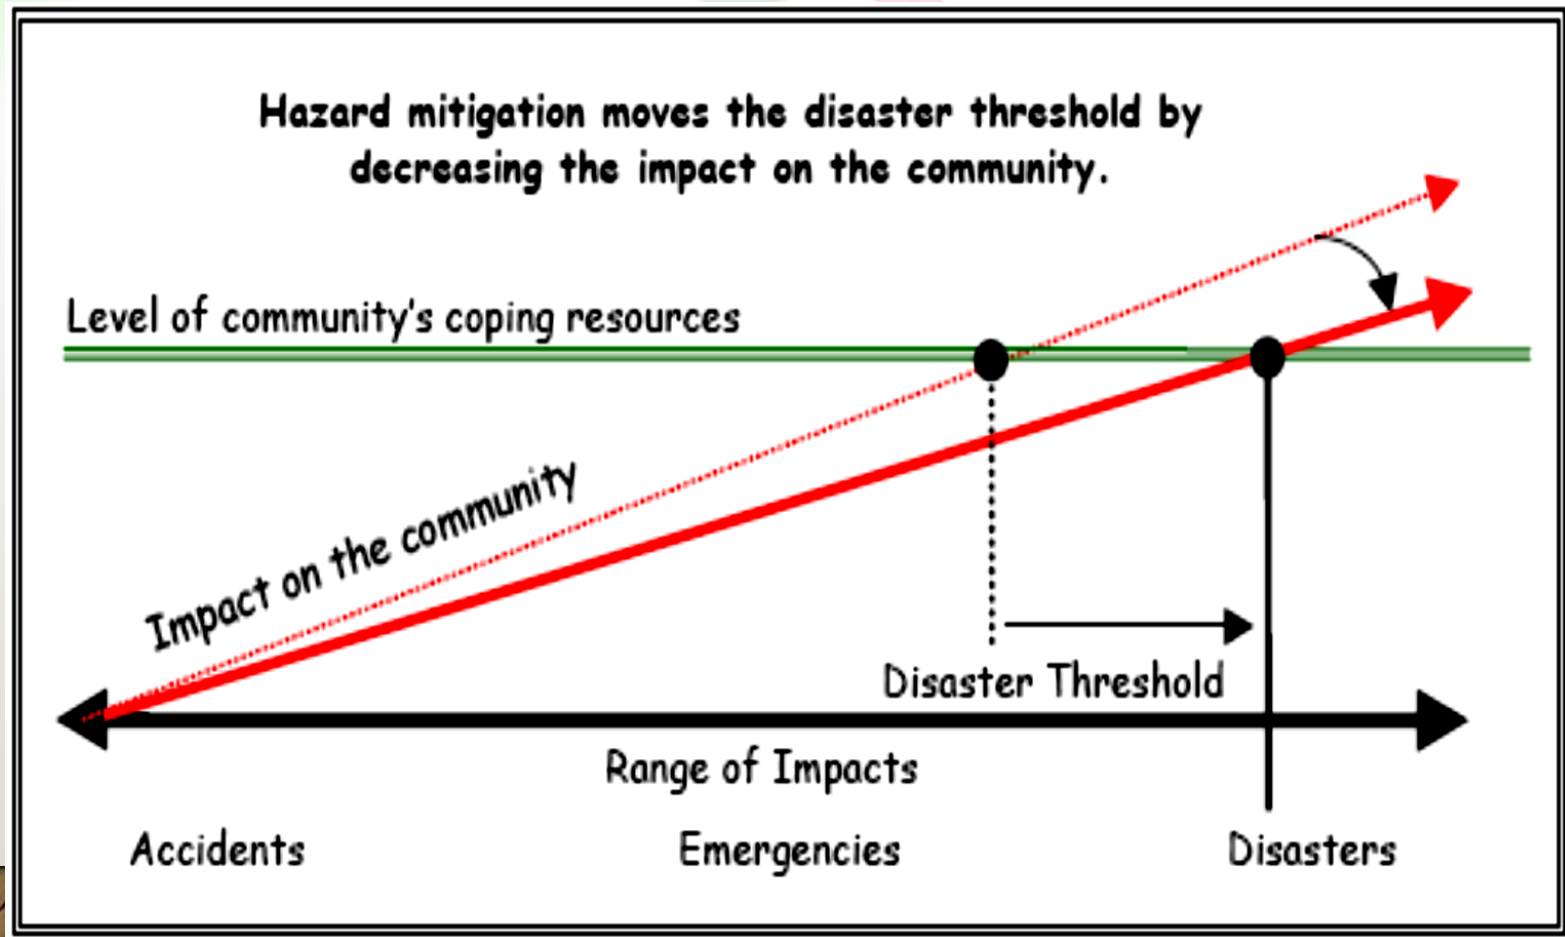 Hazard mitigation moves the disaster threshold by
decreasing the impact on the community.
Level of community's coping resources
Impact on the community
Disaster Threshold
Range of Impacts
Accidents
Emergencies
Disasters